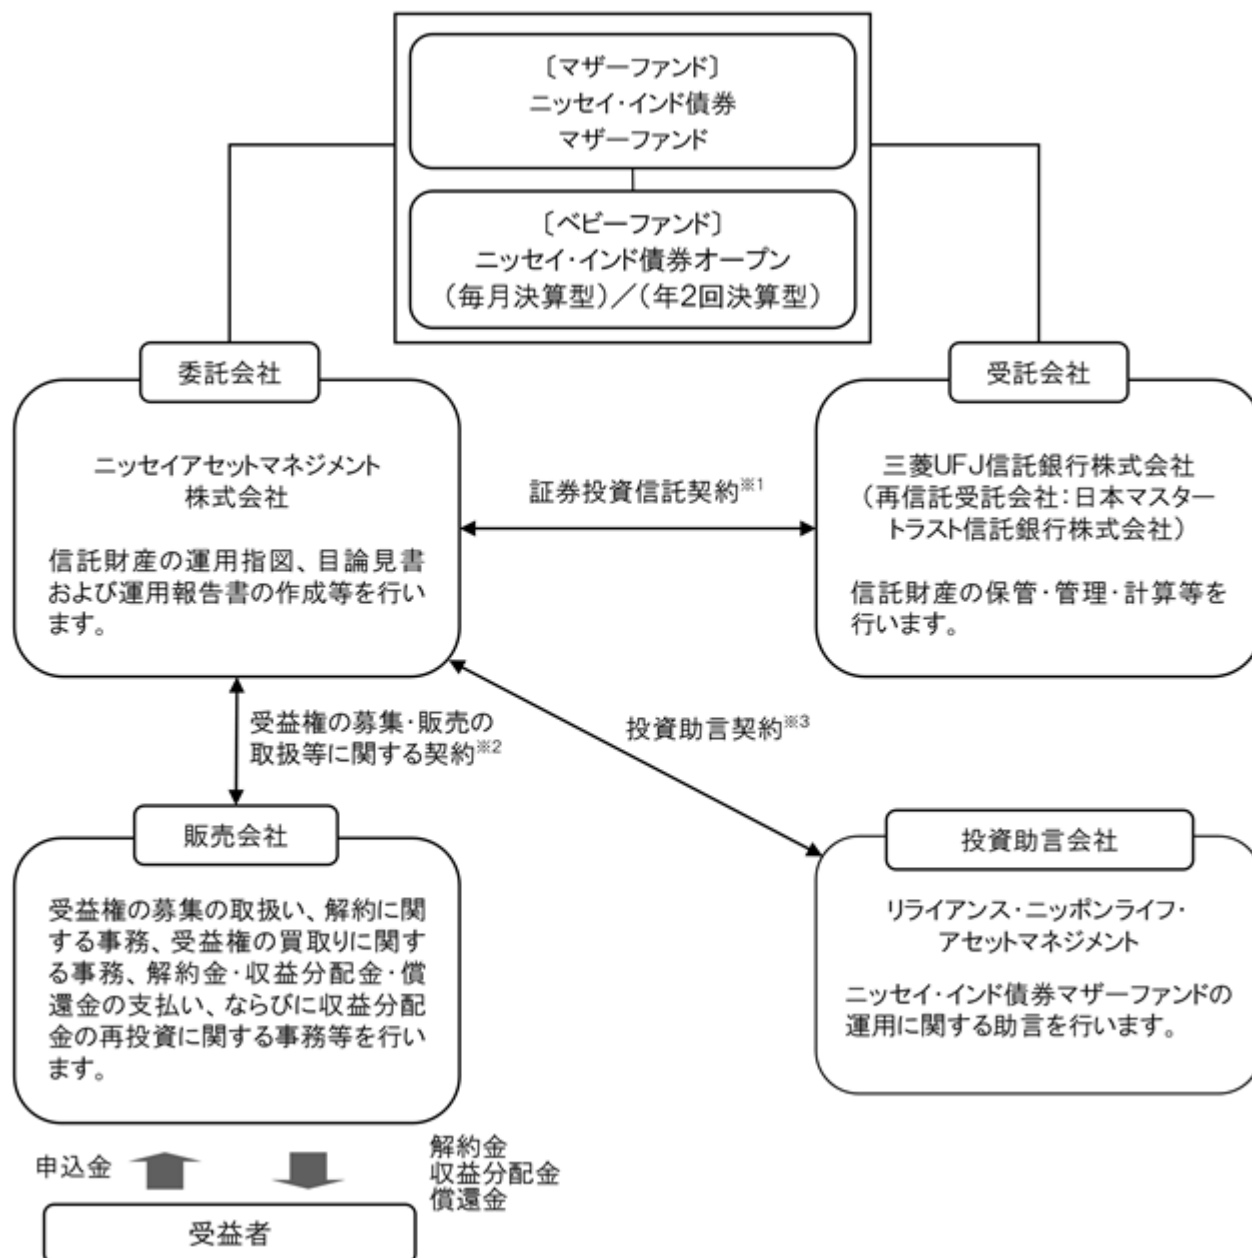 〔マザーファンド〕
ニッセイ・インド債券
マザーファンド
〔ベビーファンド〕
ニッセイ・インド債券オープン
(毎月決算型)／(年2回決算型)
委託会社
ニッセイアセットマネジメント
株式会社
信託財産の運用指図、目論見書
および運用報告書の作成等を行い
ます。
証券投資信託契約※1
受託会社
三菱UFJ信託銀行株式会社
(再信託受託会社:日本マスター
トラスト信託銀行株式会社)
信託財産の保管・管理・計算等を
行います。
受益権の募集・販売の
取扱等に関する契約※2
投資助言契約※3
販売会社
受益権の募集の取扱い、解約に関
する事務、受益権の買取りに関す
る事務、解約金・収益分配金・償
還金の支払い、ならびに収益分配
金の再投資に関する事務等を行い
ます。
投資助言会社
リライアンス・ニッポンライフ・
アセットマネジメント
ニッセイ・インド債券マザーファンドの
運用に関する助言を行います。
申込金
解約金
収益分配金
償還金
受益者